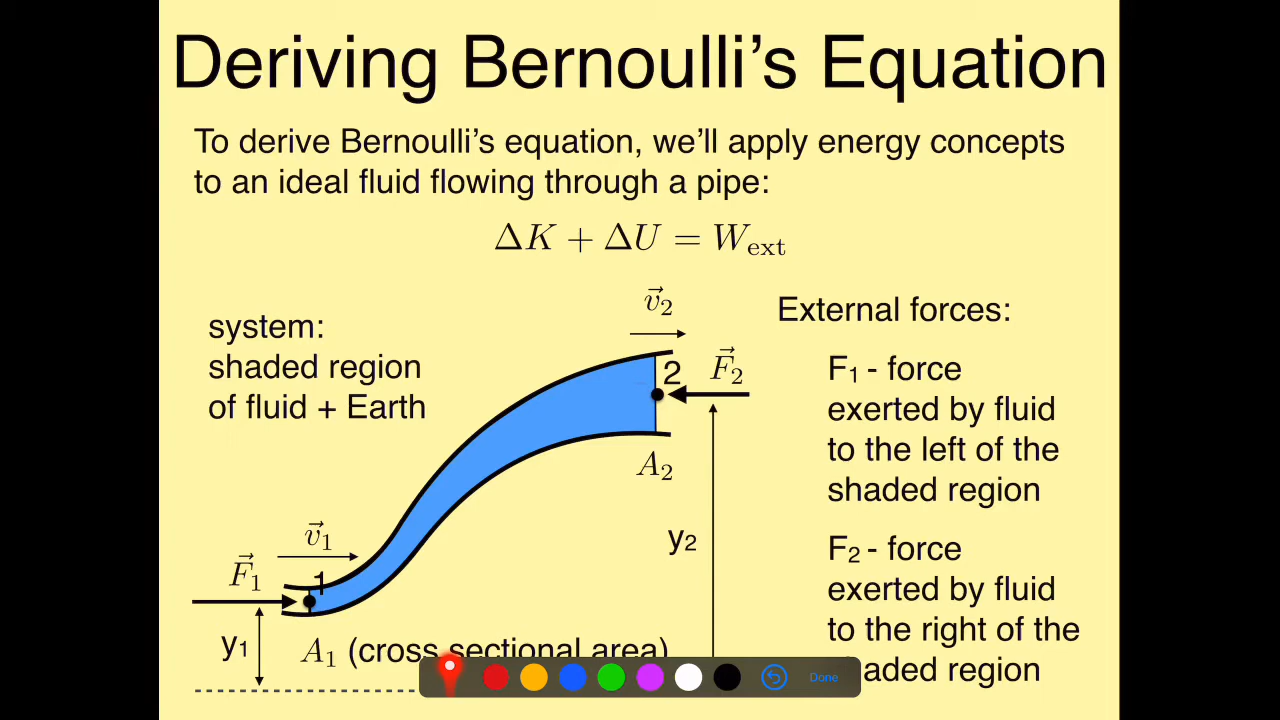 Deriving Bernoulli’s Equation
To derive Bernoulli’s equation, we’ll apply energy concepts
to an ideal fluid flowing through a pipe:
ΔK + ΔU = W_ext
system:
shaded region
of fluid + Earth
v⃗₂
2
F⃗₂
A₂
y₂
v⃗₁
F⃗₁
1
y₁
A₁ (cross sectional area)
External forces:
F₁ - force
exerted by fluid
to the left of the
shaded region
F₂ - force
exerted by fluid
to the right of the
shaded region
Done